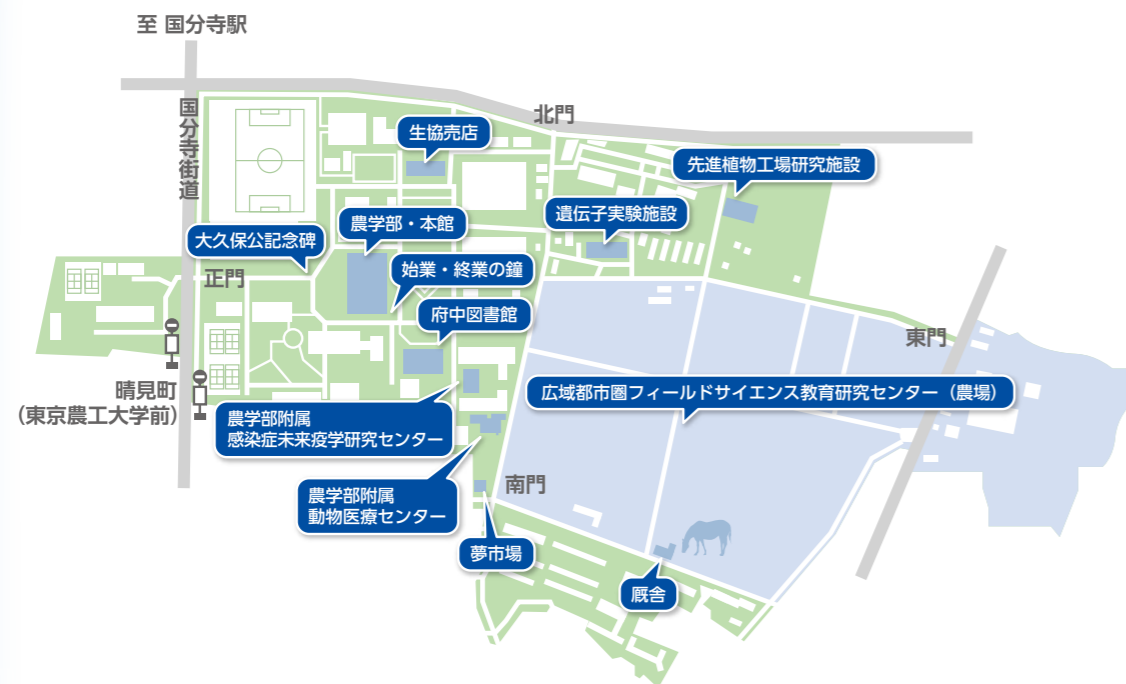 至 国分寺駅
国分寺街道
北門
生協売店
先進植物工場研究施設
農学部・本館
遺伝子実験施設
大久保公記念碑
始業・終業の鐘
正門
府中図書館
東門
晴見町
(東京農工大学前)
広域都市圏フィールドサイエンス教育研究センター(農場)
農学部附属
感染症未来疫学研究センター
農学部附属
動物医療センター
南門
夢市場
厩舎